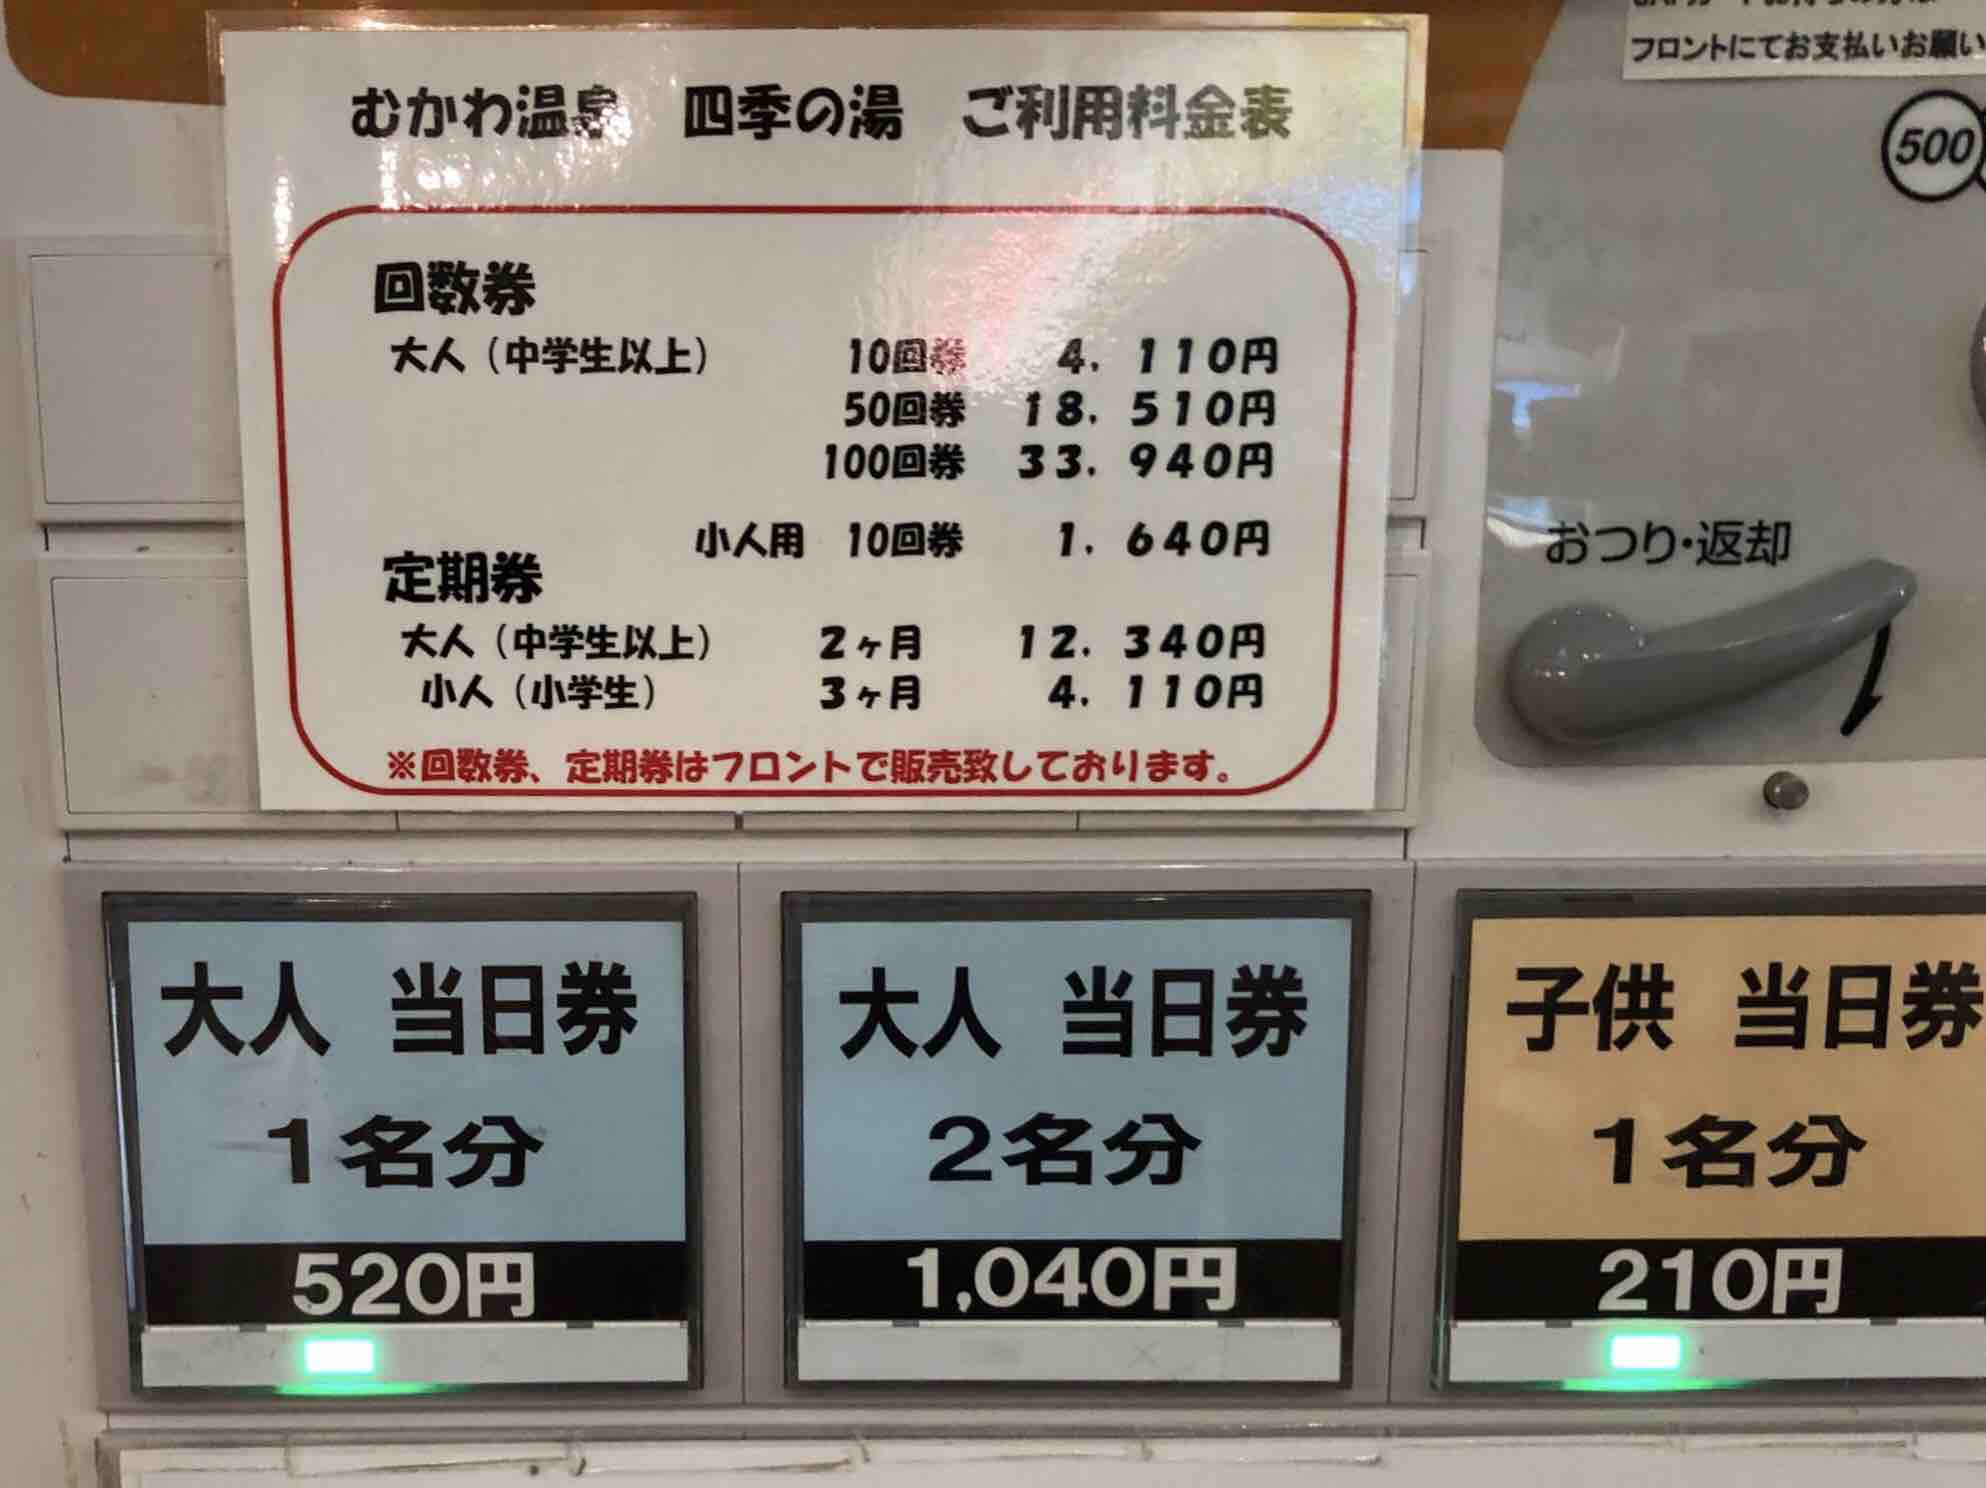 むかわ温泉　四季の湯　ご利用料金表
回数券
大人（中学生以上）　10回券　4，110円
50回券　18，510円
100回券　33，940円
小人用　10回券　1，640円
定期券
大人（中学生以上）　2ヶ月　12，340円
小人（小学生）　3ヶ月　4，110円
※回数券、定期券はフロントで販売致しております。
フロントにてお支払いお願い
500
おつり・返却
大人 当日券
1名分
520円
大人 当日券
2名分
1,040円
子供 当日券
1名分
210円